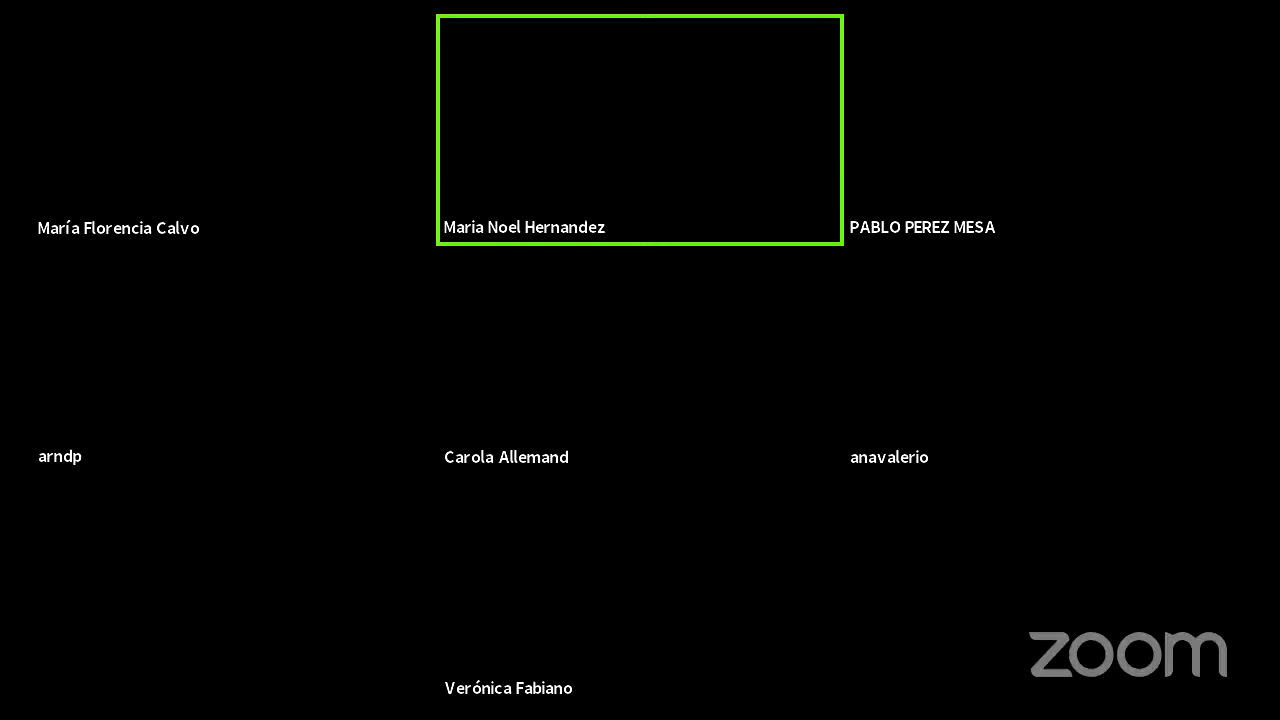 María Florencia Calvo
Maria Noel Hernandez
PABLO PEREZ MESA
arndp
Carola Allemand
anavalerio
Verónica Fabiano
zoom